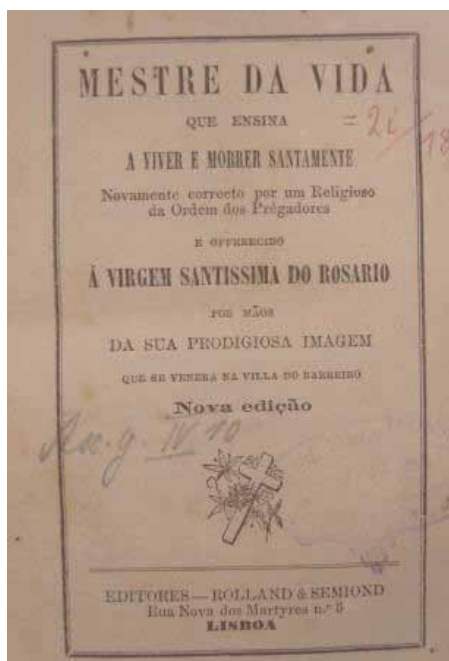 MESTRE DA VIDA
QUE ENSINA
A VIVER E MORRER SANTAMENTE
Novamente correcto por um Religioso
da Ordem dos Prégadores
E OFFERECIDO
Á VIRGEM SANTISSIMA DO ROSARIO
POR MÃOS
DA SUA PRODIGIOSA IMAGEM
QUE SE VENERA NA VILLA DO BARREIRO
Nova edição
EDITORES — ROLLAND & SEMIOND
Rua Nova dos Martyres n.º
LISBOA